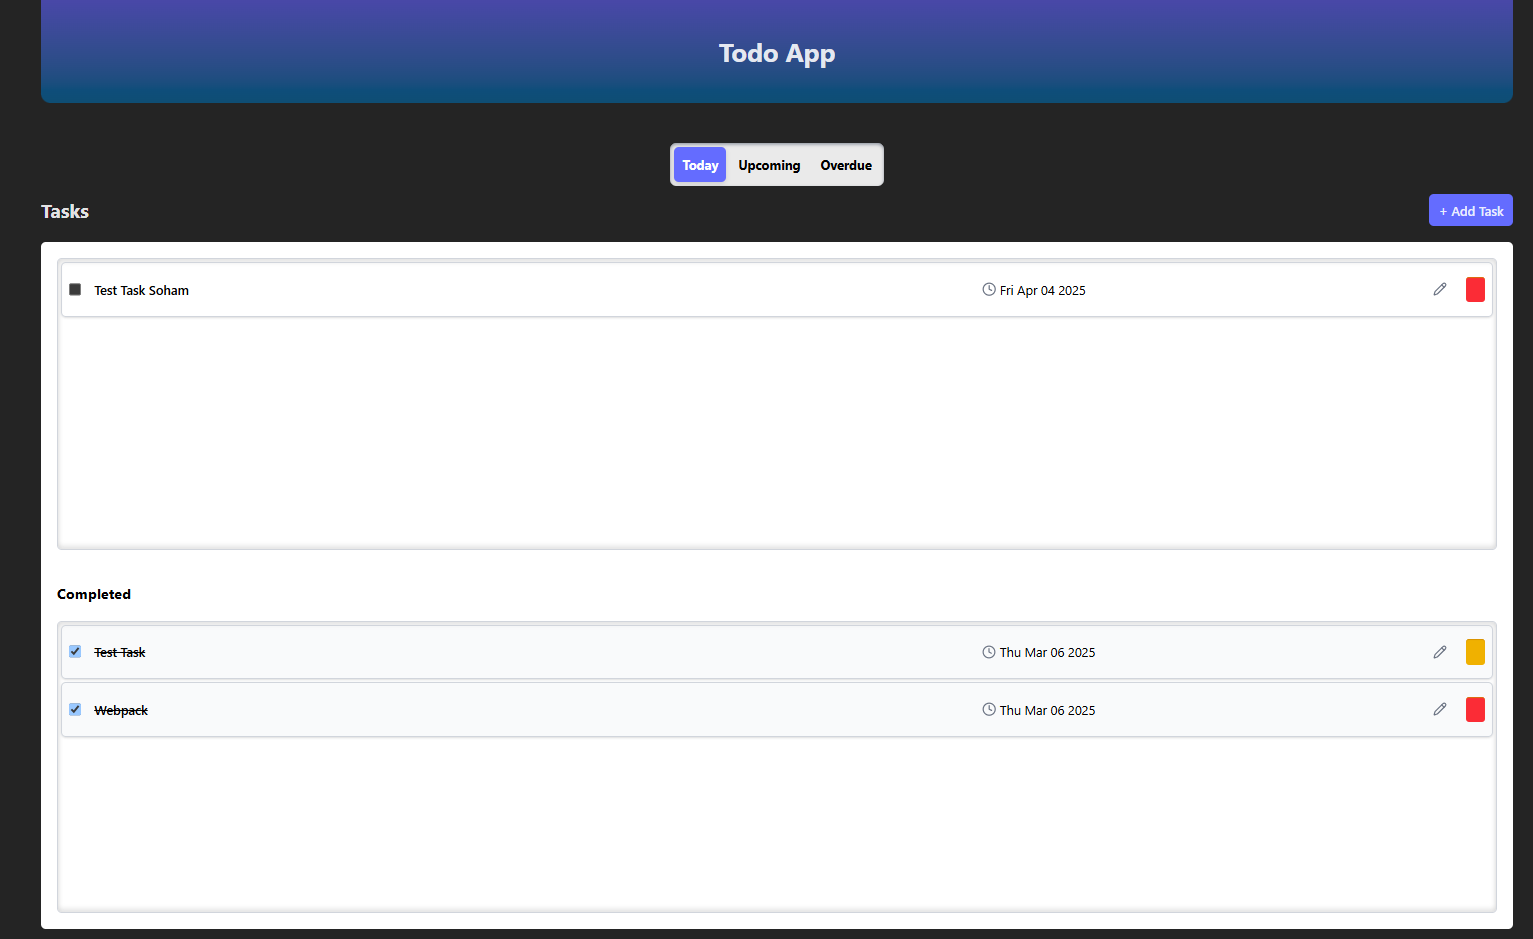 Todo App
Today Upcoming Overdue
Tasks
+ Add Task
Test Task Soham Fri Apr 04 2025
Completed
Test Task Thu Mar 06 2025
Webpack Thu Mar 06 2025